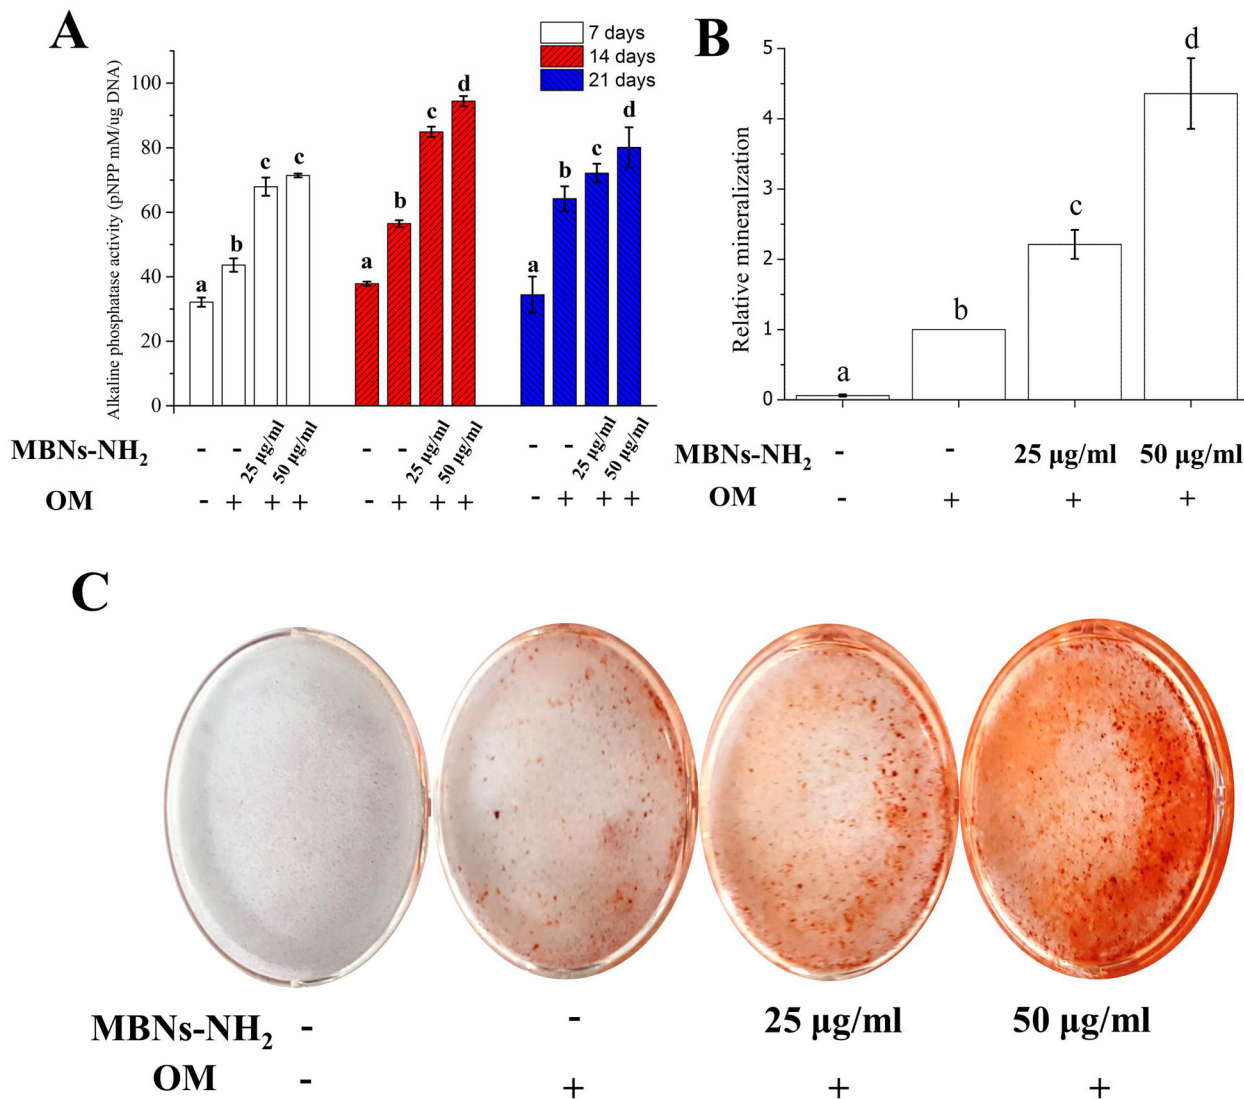 A
7 days
14 days
21 days
Alkaline phosphatase activity (pNPP mM/ug DNA)
100
80
60
40
20
0
a
b
c
c
a
b
c
d
a
b
c
d
MBNs-NH2 - - 25 μg/ml 50 μg/ml - - 25 μg/ml 50 μg/ml - - 25 μg/ml 50 μg/ml
OM - + + + - + + + - + + +
B
Relative mineralization
5
4
3
2
1
0
a
b
c
d
MBNs-NH2 - - 25 μg/ml 50 μg/ml
OM - + + +
C
MBNs-NH2 - - 25 μg/ml 50 μg/ml
OM - + + +